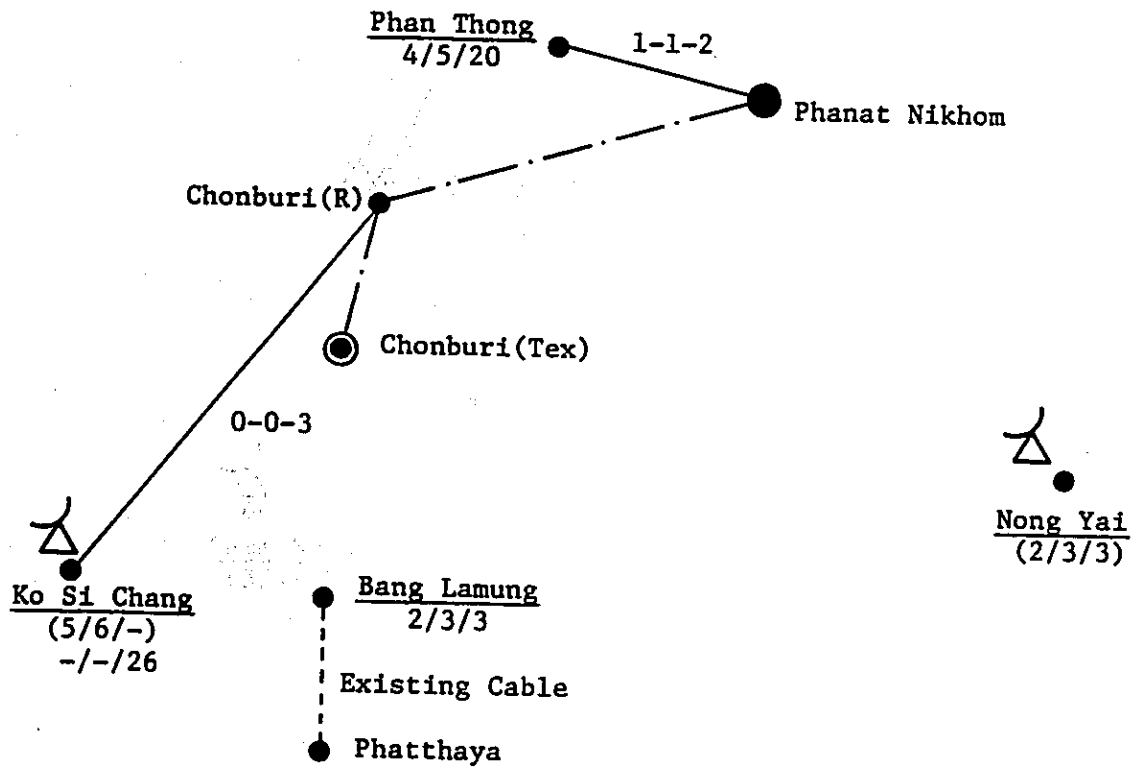 Phan Thong
4/5/20
1-1-2
Phanat Nikhom
Chonburi(R)
Chonburi(Tex)
0-0-3
Nong Yai
(2/3/3)
Ko Si Chang
(5/6/-)
-/-/26
Bang Lamung
2/3/3
Existing Cable
Phatthaya